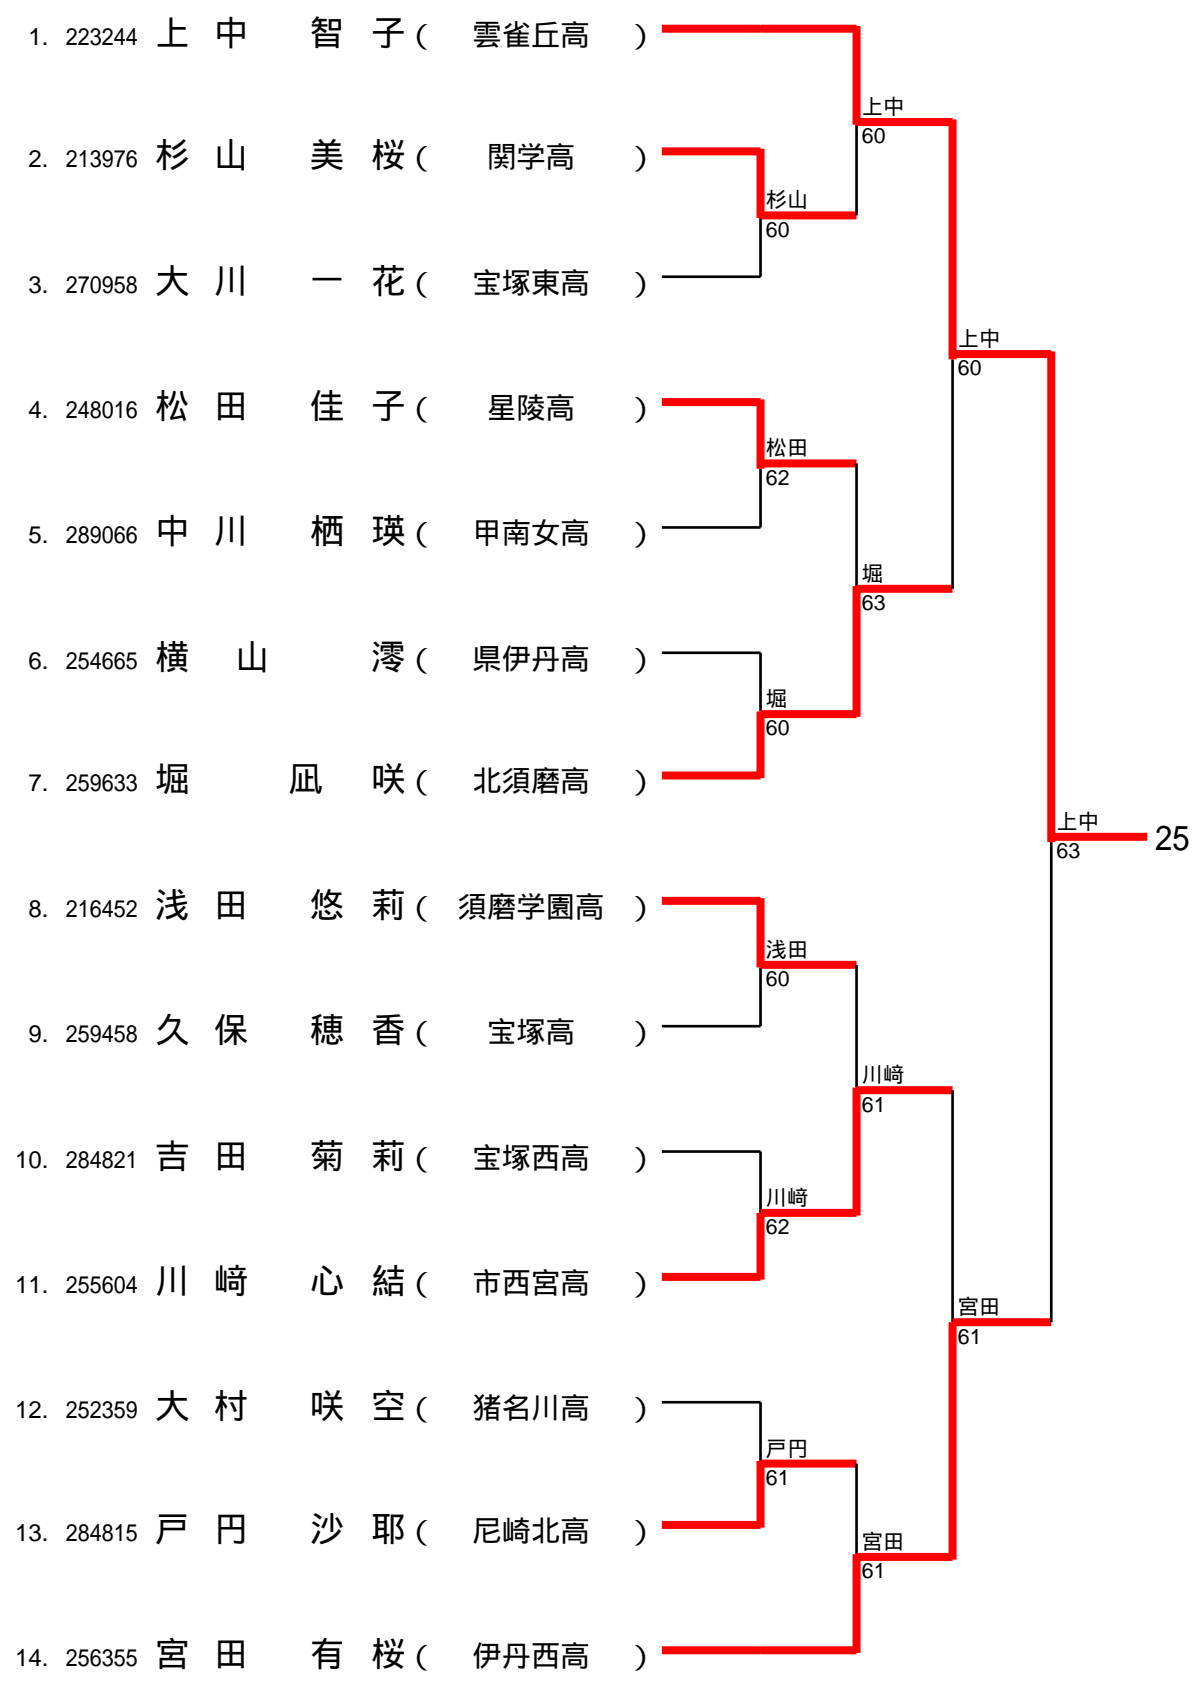 1. 223244 上中 智子( 雲雀丘高 )
上中
60
2. 213976 杉山 美桜( 関学高 )
杉山
60
3. 270958 大川 一花( 宝塚東高 )
上中
60
4. 248016 松田 佳子( 星陵高 )
松田
62
5. 289066 中川 栖瑛( 甲南女高 )
堀
63
6. 254665 横山 澪( 県伊丹高 )
堀
60
7. 259633 堀 凪咲( 北須磨高 )
上中
63
25
8. 216452 浅田 悠莉( 須磨学園高 )
浅田
60
9. 259458 久保 穂香( 宝塚高 )
川﨑
61
10. 284821 吉田 菊莉( 宝塚西高 )
川﨑
62
11. 255604 川﨑 心結( 市西宮高 )
宮田
61
12. 252359 大村 咲空( 猪名川高 )
戸円
61
13. 284815 戸円 沙耶( 尼崎北高 )
宮田
61
14. 256355 宮田 有桜( 伊丹西高 )